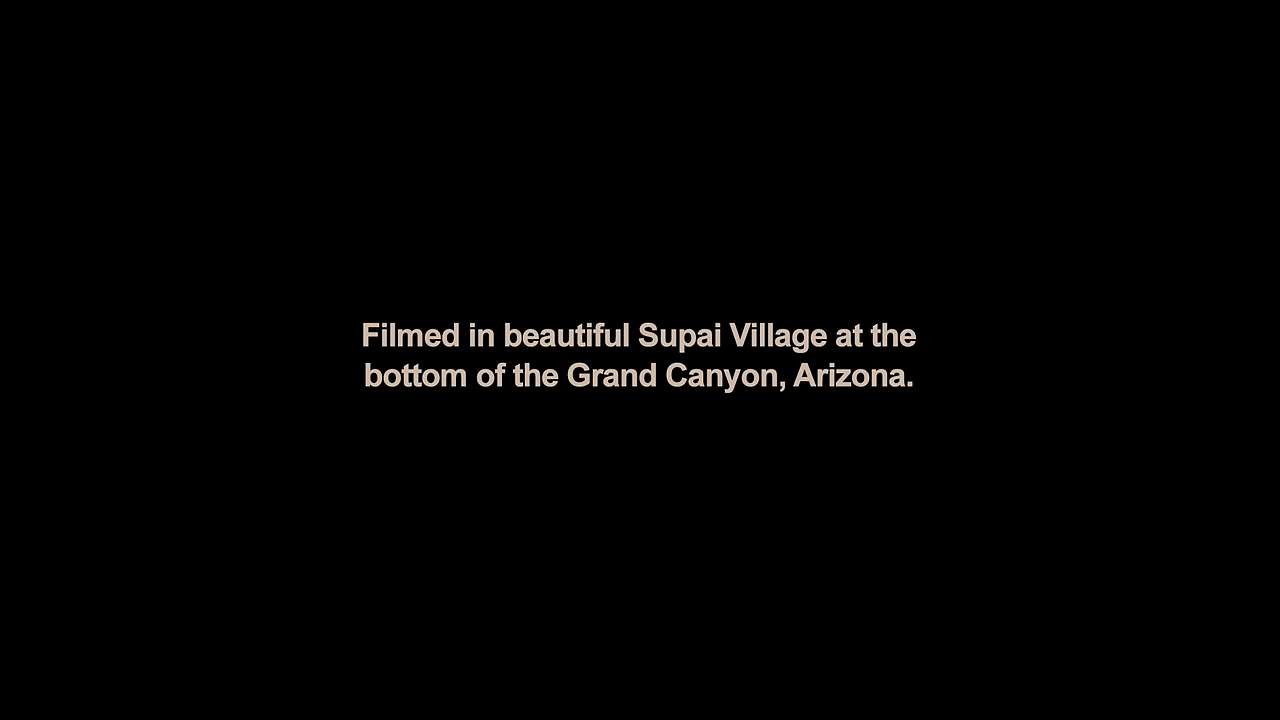 Filmed in beautiful Supai Village at the
bottom of the Grand Canyon, Arizona.